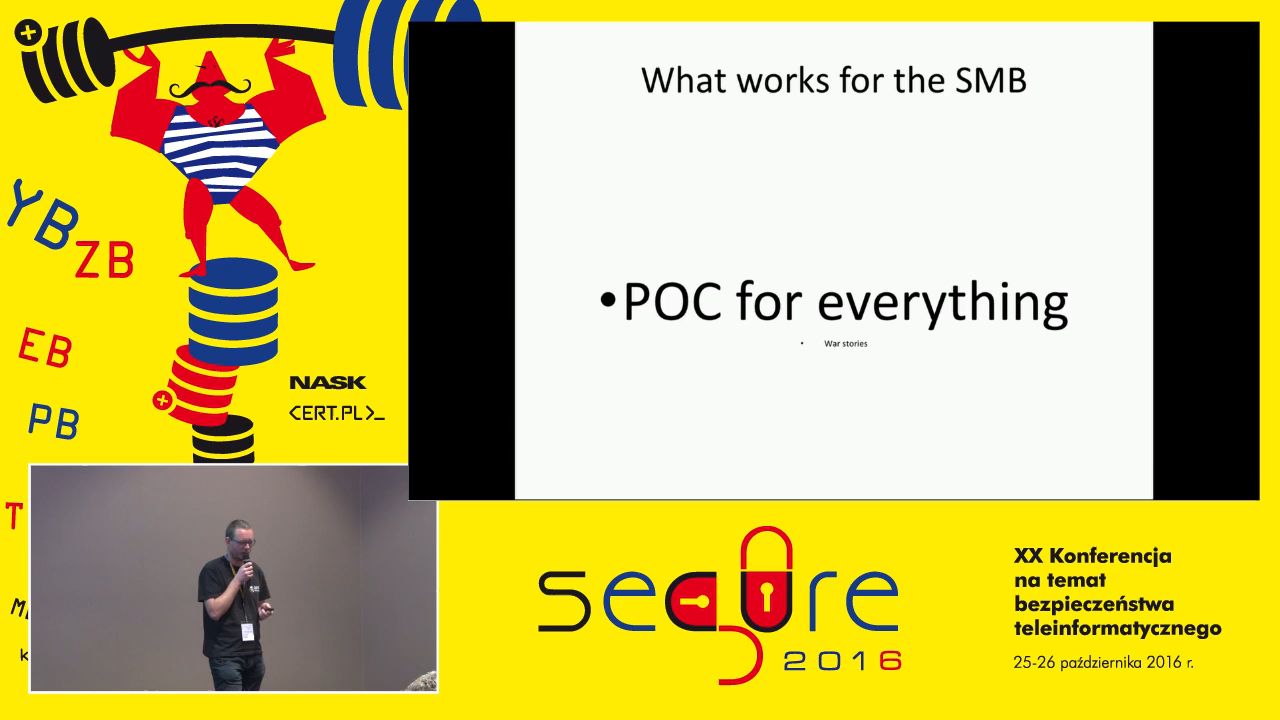 What works for the SMB
•POC for everything
• War stories
YB
ZB
EB
PB
T
NASK
<CERT.PL>_
secure
2016
XX Konferencja
na temat
bezpieczeństwa
teleinformatycznego
25-26 października 2016 r.